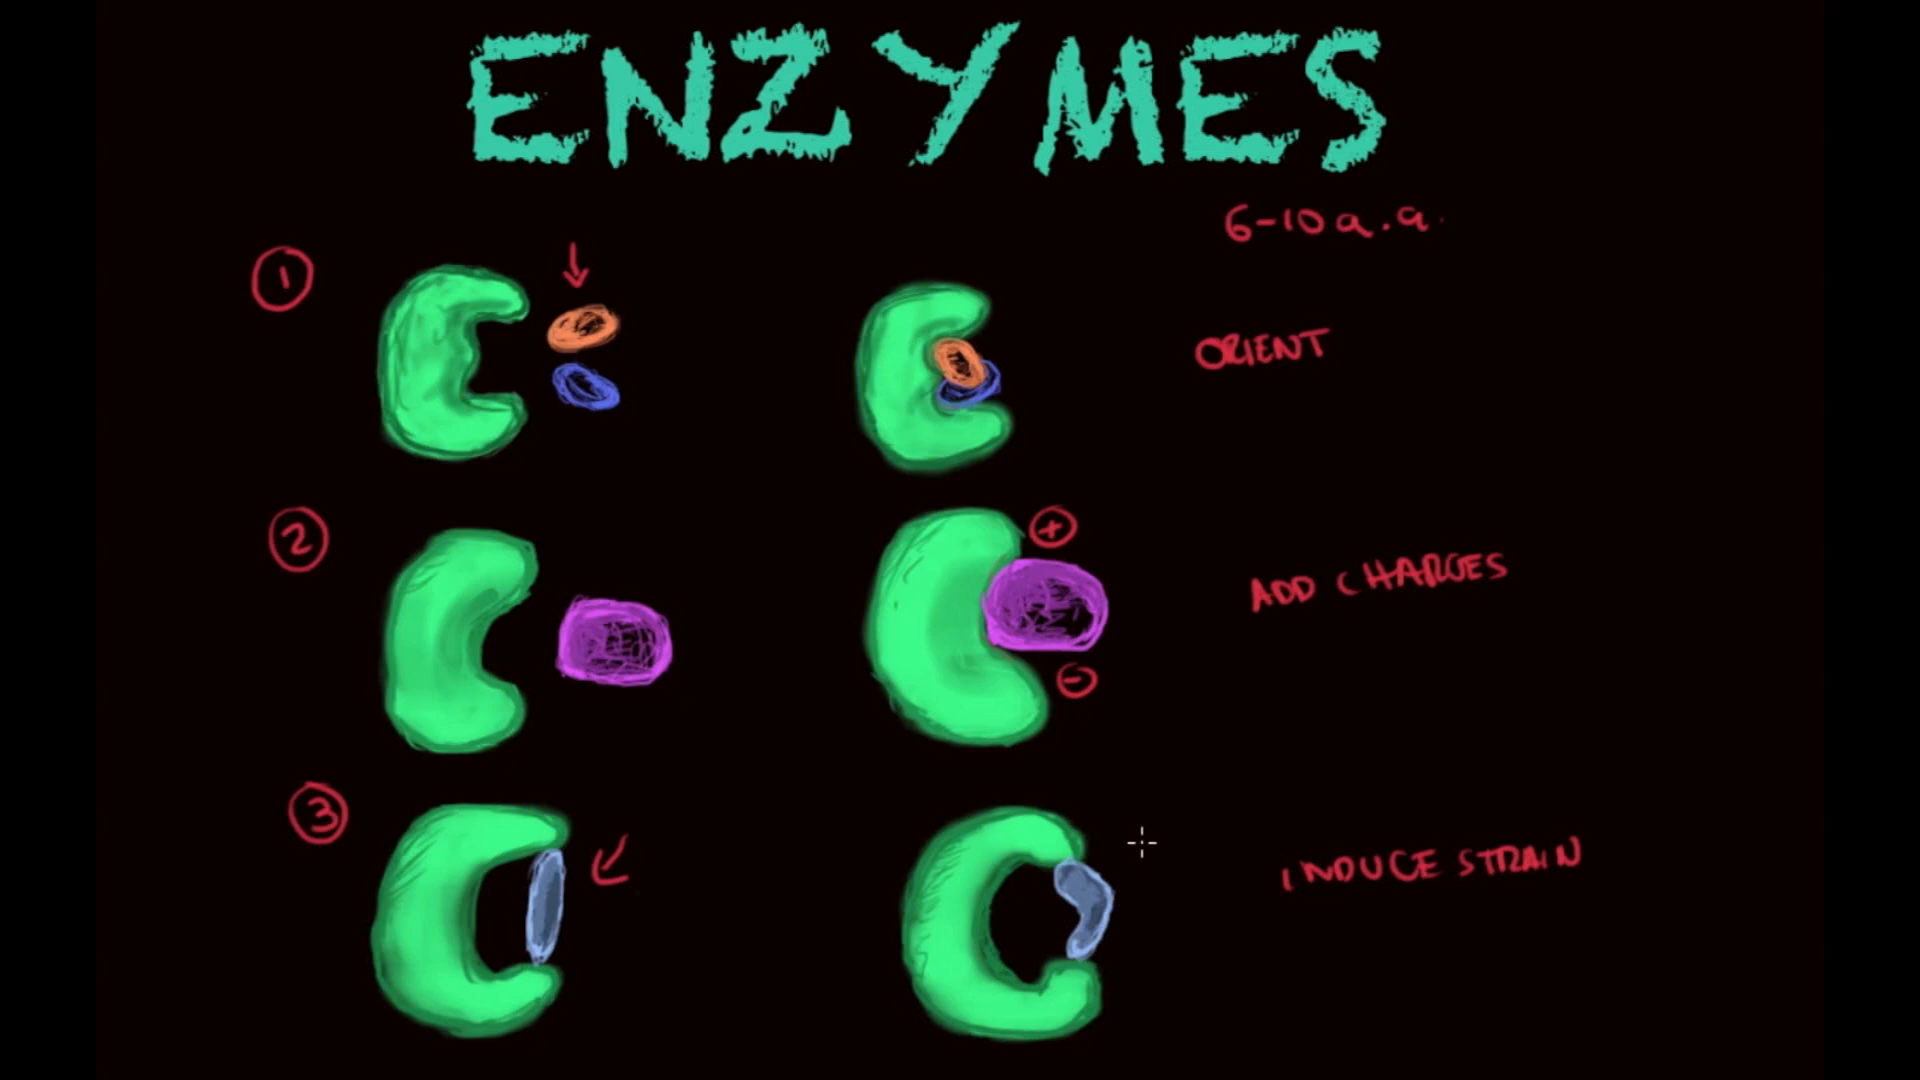 ENZYMES
6-10 a.a.
1
ORIENT
2
+
ADD CHARGES
-
3
INDUCE STRAIN